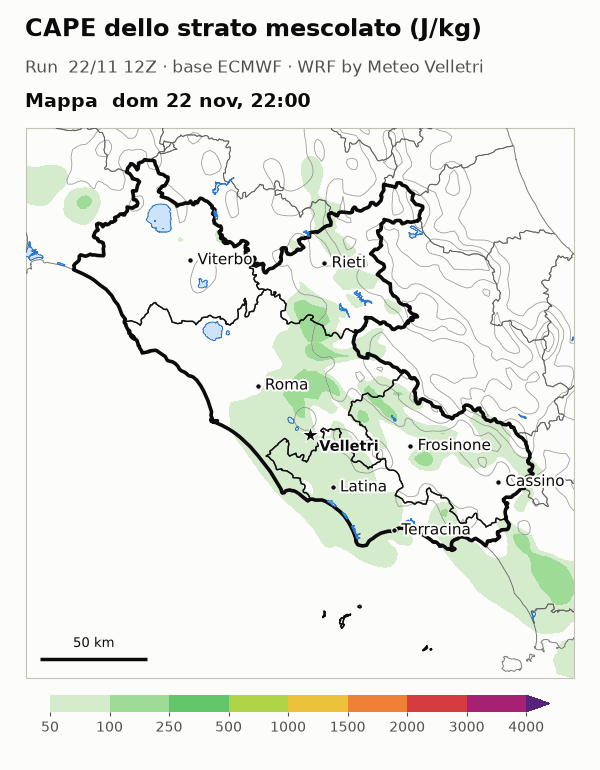 CAPE dello strato mescolato (J/kg)
Run  22/11 12Z · base ECMWF · WRF by Meteo Velletri
Mappa  dom 22 nov, 22:00
Viterbo
Rieti
Roma
Velletri
Frosinone
Cassino
Latina
Terracina
50 km
50 100 250 500 1000 1500 2000 3000 4000